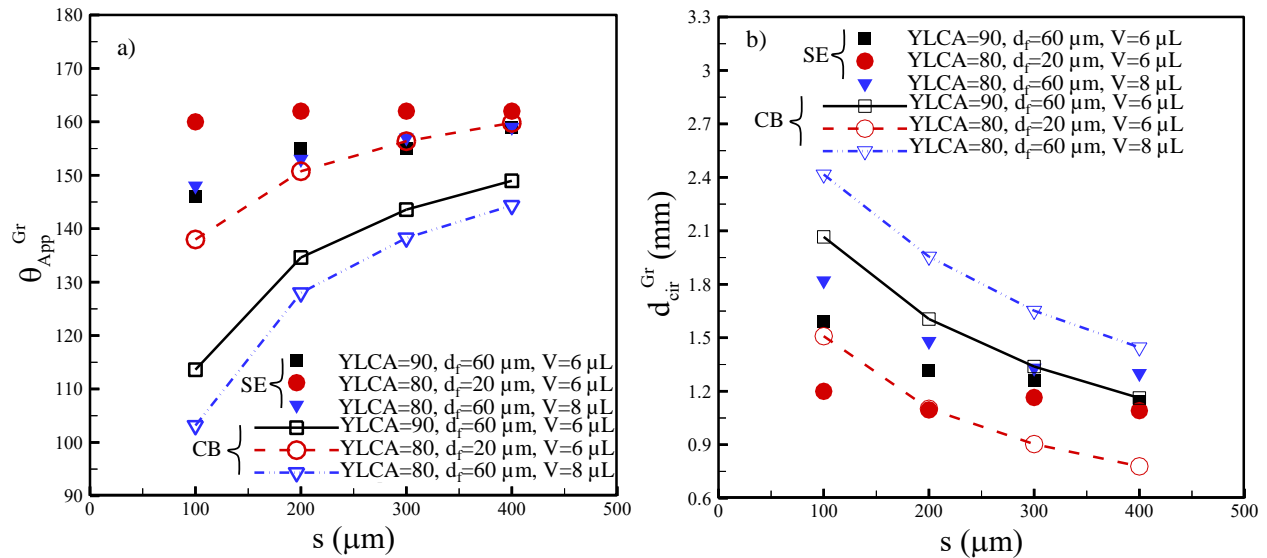 a)
180
170
160
150
140
130
120
110
100
90
θ_App^Gr
SE
YLCA=90, d_f=60 µm, V=6 µL
YLCA=80, d_f=20 µm, V=6 µL
YLCA=80, d_f=60 µm, V=8 µL
CB
YLCA=90, d_f=60 µm, V=6 µL
YLCA=80, d_f=20 µm, V=6 µL
YLCA=80, d_f=60 µm, V=8 µL
0 100 200 300 400 500
s (µm)
b)
3.3
3
2.7
2.4
2.1
1.8
1.5
1.2
0.9
0.6
d_cir^Gr (mm)
SE
YLCA=90, d_f=60 µm, V=6 µL
YLCA=80, d_f=20 µm, V=6 µL
YLCA=80, d_f=60 µm, V=8 µL
CB
YLCA=90, d_f=60 µm, V=6 µL
YLCA=80, d_f=20 µm, V=6 µL
YLCA=80, d_f=60 µm, V=8 µL
0 100 200 300 400 500
s (µm)